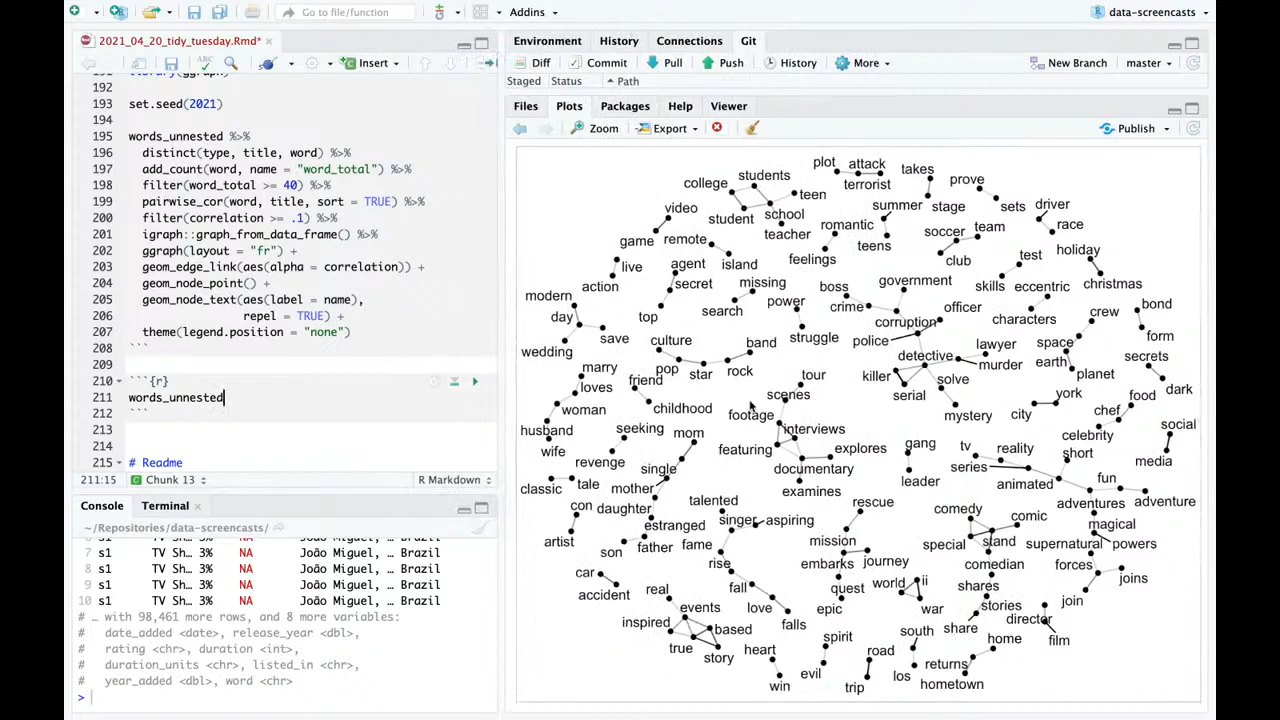 Go to file/function
Addins
data-screencasts
2021_04_20_tidy_tuesday.Rmd*
ABC
Insert
192
193 set.seed(2021)
194
195 words_unnested %>%
196 distinct(type, title, word) %>%
197 add_count(word, name = "word_total") %>%
198 filter(word_total >= 40) %>%
199 pairwise_cor(word, title, sort = TRUE) %>%
200 filter(correlation >= .1) %>%
201 igraph::graph_from_data_frame() %>%
202 ggraph(layout = "fr") +
203 geom_edge_link(aes(alpha = correlation)) +
204 geom_node_point() +
205 geom_node_text(aes(label = name),
206 repel = TRUE) +
207 theme(legend.position = "none")
208 ```
209
210 ```{r}
211 words_unnested
212 ```
213
214
215 # Readme
211:15 Chunk 13 R Markdown
Console Terminal
~/Repositories/data-screencasts/
7 s1 TV Sh… 3% NA João Miguel, … Brazil
8 s1 TV Sh… 3% NA João Miguel, … Brazil
9 s1 TV Sh… 3% NA João Miguel, … Brazil
10 s1 TV Sh… 3% NA João Miguel, … Brazil
# … with 98,461 more rows, and 8 more variables:
# date_added <date>, release_year <dbl>,
# rating <chr>, duration <int>,
# duration_units <chr>, listed_in <chr>,
# year_added <dbl>, word <chr>
>
Environment History Connections Git
Diff Commit Pull Push History More New Branch master
Staged Status Path
Files Plots Packages Help Viewer
Zoom Export Publish
plot attack
takes
students
college
terrorist
prove
teen
video
summer
sets
driver
student
school
stage
romantic
race
teacher
game
remote
teens
soccer
team
feelings
holiday
live
agent
island
club
test
action
secret
missing
government
skills
eccentric
christmas
modern
boss
power
officer
bond
day
top
search
crime
characters
crew
corruption
save
struggle
form
culture
band
police
lawyer
space
wedding
detective
secrets
murder
earth
marry
pop
star
rock
tour
killer
planet
friend
solve
dark
loves
scenes
serial
york
food
woman
childhood
footage
mystery
city
chef
husband
seeking
mom
interviews
celebrity
social
gang
tv
reality
wife
featuring
explores
short
revenge
single
series
media
documentary
leader
fun
classic
tale
mother
animated
examines
adventures
adventure
con
daughter
talented
rescue
comedy
comic
magical
estranged
singer
aspiring
artist
special
stand
supernatural
powers
son
father
fame
mission
comedian
rise
embarks
journey
forces
joins
car
world
ii
shares
accident
real
fall
quest
join
events
love
epic
war
stories
inspired
based
falls
south
share
director
spirit
home
film
true
story
heart
road
evil
los
returns
win
trip
hometown